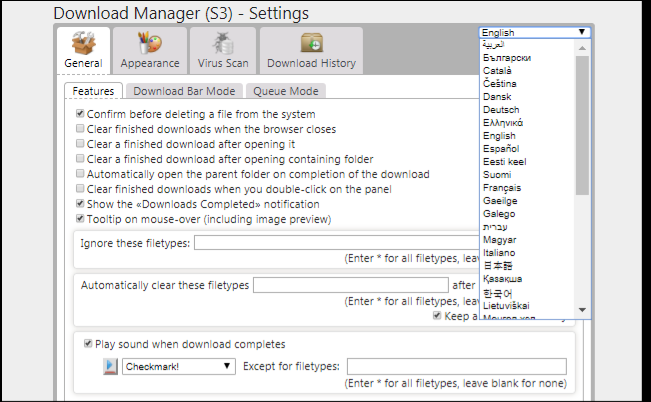 Download Manager (S3) - Settings
English
General
Appearance
Virus Scan
Download History
Features
Download Bar Mode
Queue Mode
Confirm before deleting a file from the system
Clear finished downloads when the browser closes
Clear a finished download after opening it
Clear a finished download after opening containing folder
Automatically open the parent folder on completion of the download
Clear finished downloads when you double-click on the panel
Show the «Downloads Completed» notification
Tooltip on mouse-over (including image preview)
Ignore these filetypes:
(Enter * for all filetypes, leav
Automatically clear these filetypes
after
(Enter * for all filetypes, leav
Keep a
Play sound when download completes
Checkmark!
Except for filetypes:
(Enter * for all filetypes, leave blank for none)
العربية
Български
Català
Čeština
Dansk
Deutsch
Ελληνικά
English
Español
Eesti keel
Suomi
Français
Gaeilge
Galego
עברית
Magyar
Italiano
日本語
Қазақша
한국어
Lietuviškai